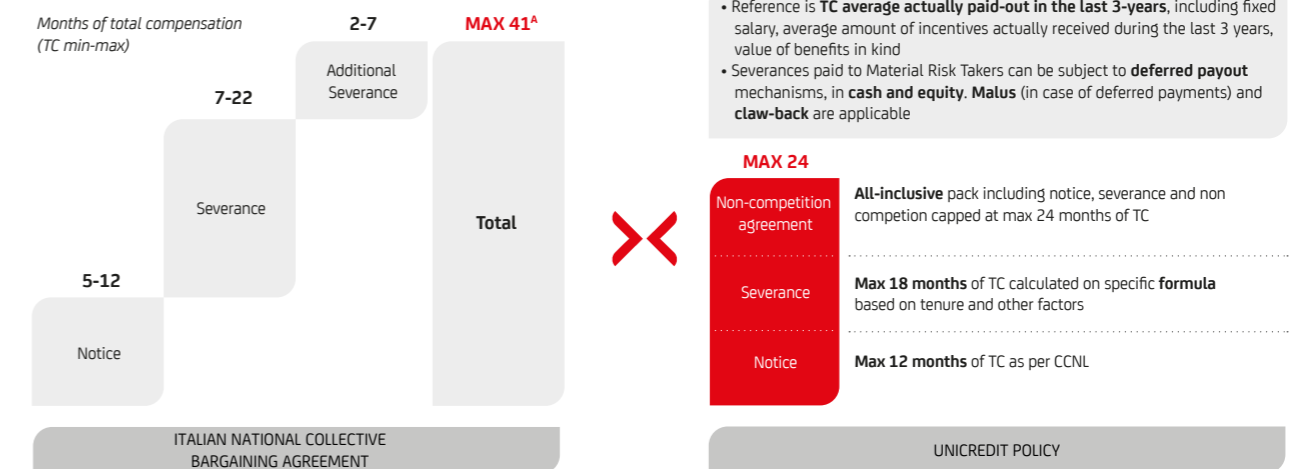 Months of total compensation
(TC min-max)
2-7
MAX 41ᴬ
Additional
Severance
7-22
Severance
Total
5-12
Notice
ITALIAN NATIONAL COLLECTIVE
BARGAINING AGREEMENT
• Reference is TC average actually paid-out in the last 3-years, including fixed
salary, average amount of incentives actually received during the last 3 years,
value of benefits in kind
• Severances paid to Material Risk Takers can be subject to deferred payout
mechanisms, in cash and equity. Malus (in case of deferred payments) and
claw-back are applicable
MAX 24
Non-competition
agreement
All-inclusive pack including notice, severance and non
competion capped at max 24 months of TC
Severance
Max 18 months of TC calculated on specific formula
based on tenure and other factors
Notice
Max 12 months of TC as per CCNL
UNICREDIT POLICY